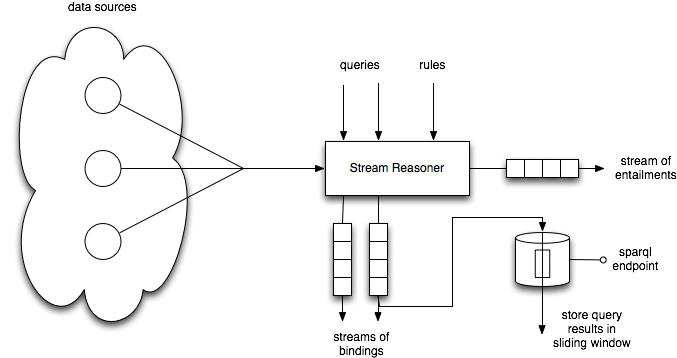 data sources
queries
rules
Stream Reasoner
stream of
entailments
sparql
endpoint
streams of
bindings
store query
results in
sliding window